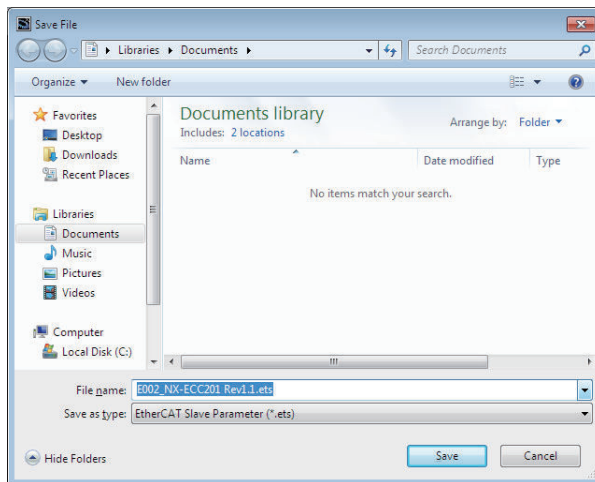 Save File
Libraries Documents Search Documents
Organize New folder
Favorites
Desktop
Downloads
Recent Places
Libraries
Documents
Music
Pictures
Videos
Computer
Local Disk (C:)
Documents library
Includes: 2 locations
Arrange by: Folder
Name Date modified Type
No items match your search.
File name: E002_NX-ECC201 Rev1.1.ets
Save as type: EtherCAT Slave Parameter (*.ets)
Hide Folders Save Cancel